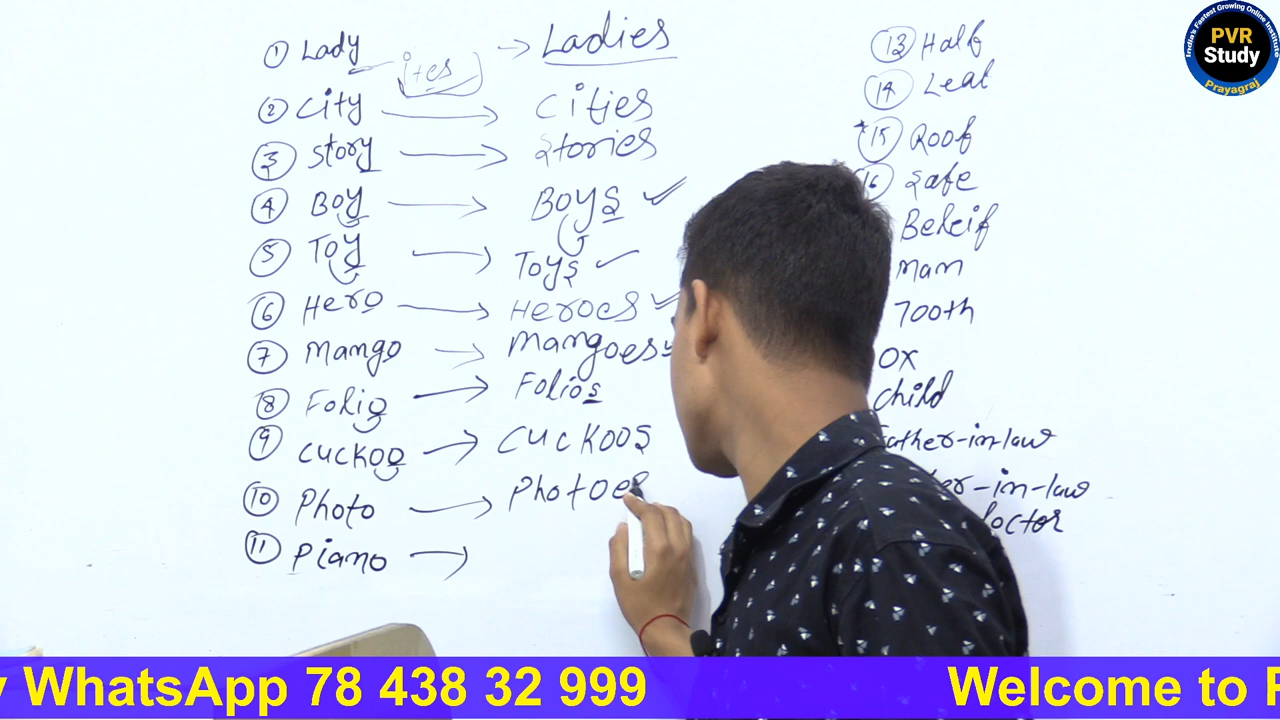 ① Lady → Ladies
ies
② City → Cities
③ Story → Stories
④ Boy → Boys
⑤ Toy → Toys
⑥ Hero → Heroes
⑦ Mango → Mangoes
⑧ Folio → Folios
⑨ Cuckoo → Cuckoos
⑩ Photo → Photoes
⑪ Piano →
⑬ Half
⑭ Leaf
⑮ Roof
16 Safe
Beleif
Man
Tooth
OX
Child
Father-in-law
er-in-law
doctor
India's Fastest Growing Online Institute
PVR
Study
Prayagraj
y WhatsApp 78 438 32 999
Welcome to